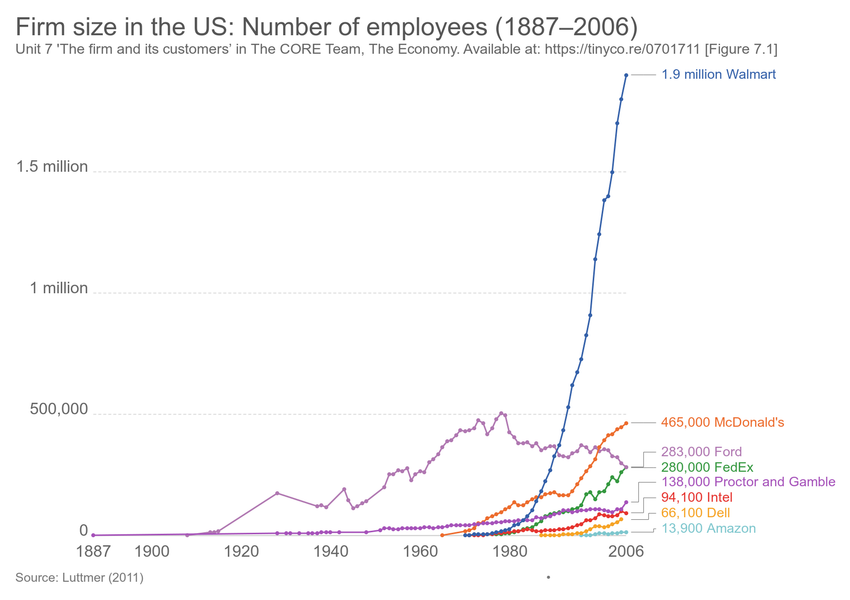 Firm size in the US: Number of employees (1887–2006)
Unit 7 'The firm and its customers' in The CORE Team, The Economy. Available at: https://tinyco.re/0701711 [Figure 7.1]
1.9 million Walmart
1.5 million
1 million
500,000
465,000 McDonald's
283,000 Ford
280,000 FedEx
138,000 Proctor and Gamble
94,100 Intel
66,100 Dell
13,900 Amazon
0
1887 1900 1920 1940 1960 1980 2006
Source: Luttmer (2011)